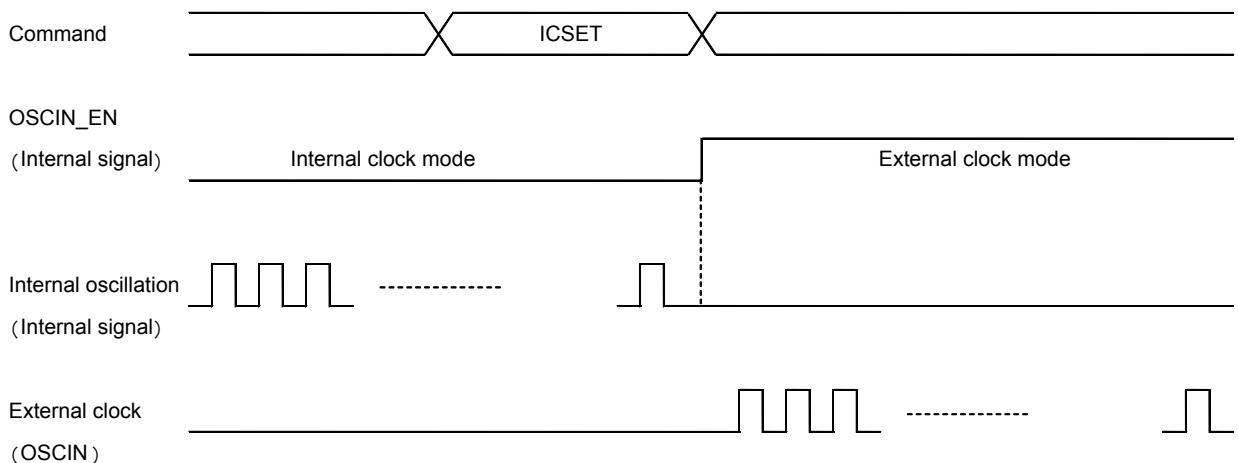 Command
ICSET
OSCIN_EN
(Internal signal)
Internal clock mode
External clock mode
Internal oscillation
(Internal signal)
External clock
(OSCIN)